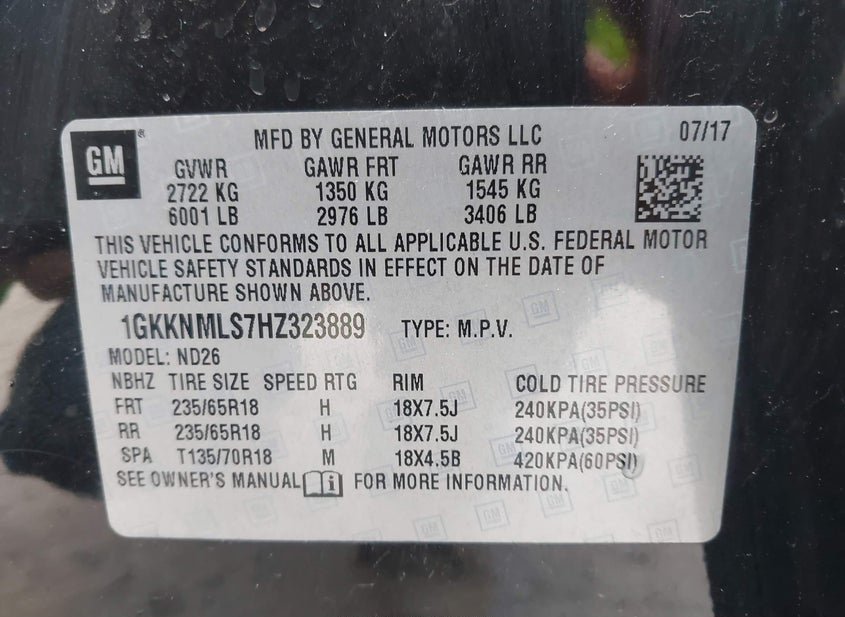 GM ® MFD BY GENERAL MOTORS LLC 07/17
GVWR GAWR FRT GAWR RR
2722 KG 1350 KG 1545 KG
6001 LB 2976 LB 3406 LB
THIS VEHICLE CONFORMS TO ALL APPLICABLE U.S. FEDERAL MOTOR
VEHICLE SAFETY STANDARDS IN EFFECT ON THE DATE OF
MANUFACTURE SHOWN ABOVE.
1GKKNMLS7HZ323889 TYPE: M.P.V.
MODEL: ND26
NBHZ TIRE SIZE SPEED RTG RIM COLD TIRE PRESSURE
FRT 235/65R18 H 18X7.5J 240KPA(35PSI)
RR 235/65R18 H 18X7.5J 240KPA(35PSI)
SPA T135/70R18 M 18X4.5B 420KPA(60PSI)
SEE OWNER'S MANUAL i FOR MORE INFORMATION.